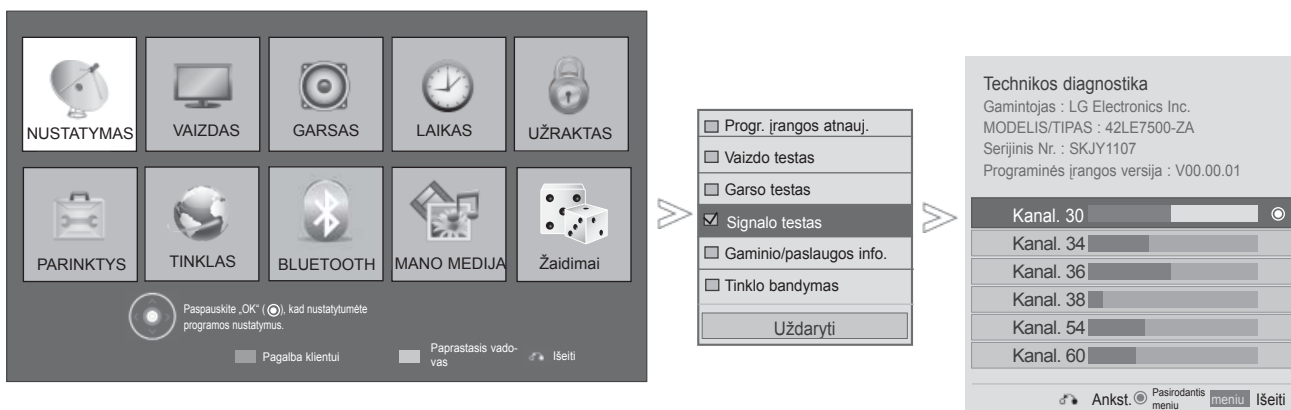 NUSTATYMAS
VAIZDAS
GARSAS
LAIKAS
UŽRAKTAS
PARINKTYS
TINKLAS
BLUETOOTH
MANO MEDIJA
Žaidimai
Paspauskite „OK“ (◉), kad nustatytumėte
programos nustatymus.
Pagalba klientui
Paprastasis vado-
vas
Išeiti
Progr. įrangos atnauj.
Vaizdo testas
Garso testas
Signalo testas
Gaminio/paslaugos info.
Tinklo bandymas
Uždaryti
Technikos diagnostika
Gamintojas : LG Electronics Inc.
MODELIS/TIPAS : 42LE7500-ZA
Serijinis Nr. : SKJY1107
Programinės įrangos versija : V00.00.01
Kanal. 30
Kanal. 34
Kanal. 36
Kanal. 38
Kanal. 54
Kanal. 60
Ankst.
Pasirodantis
meniu
meniu
Išeiti